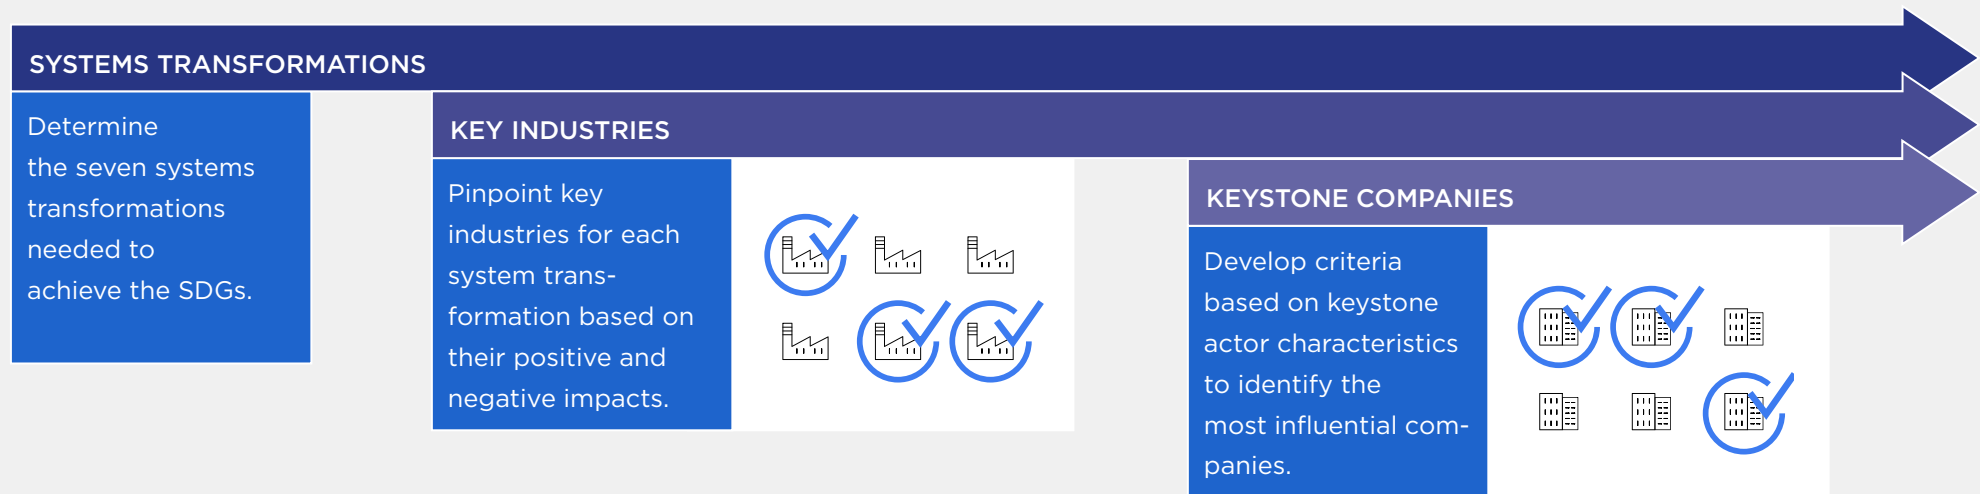 SYSTEMS TRANSFORMATIONS
Determine
the seven systems
transformations
needed to
achieve the SDGs.
KEY INDUSTRIES
Pinpoint key
industries for each
system trans-
formation based on
their positive and
negative impacts.
KEYSTONE COMPANIES
Develop criteria
based on keystone
actor characteristics
to identify the
most influential com-
panies.